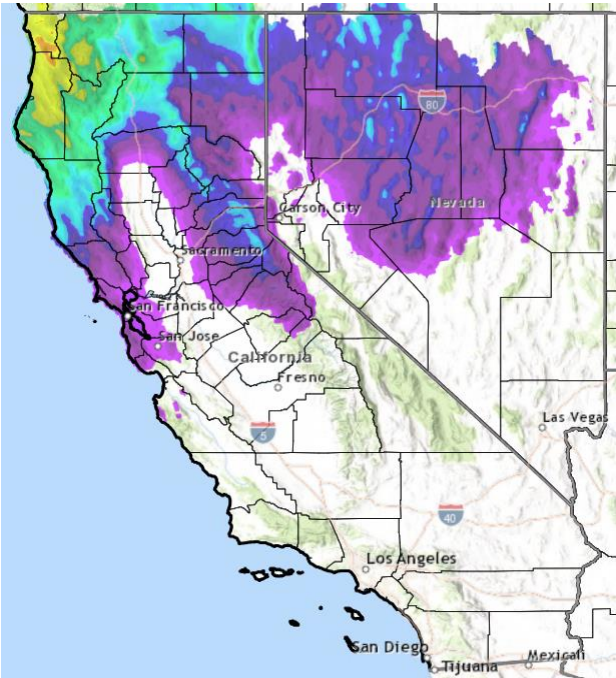 80
Carson City
Nevada
Sacramento
San Francisco
San Jose
California
Fresno
Las Vegas
5
40
Los Angeles
San Diego
Mexicali
Tijuana